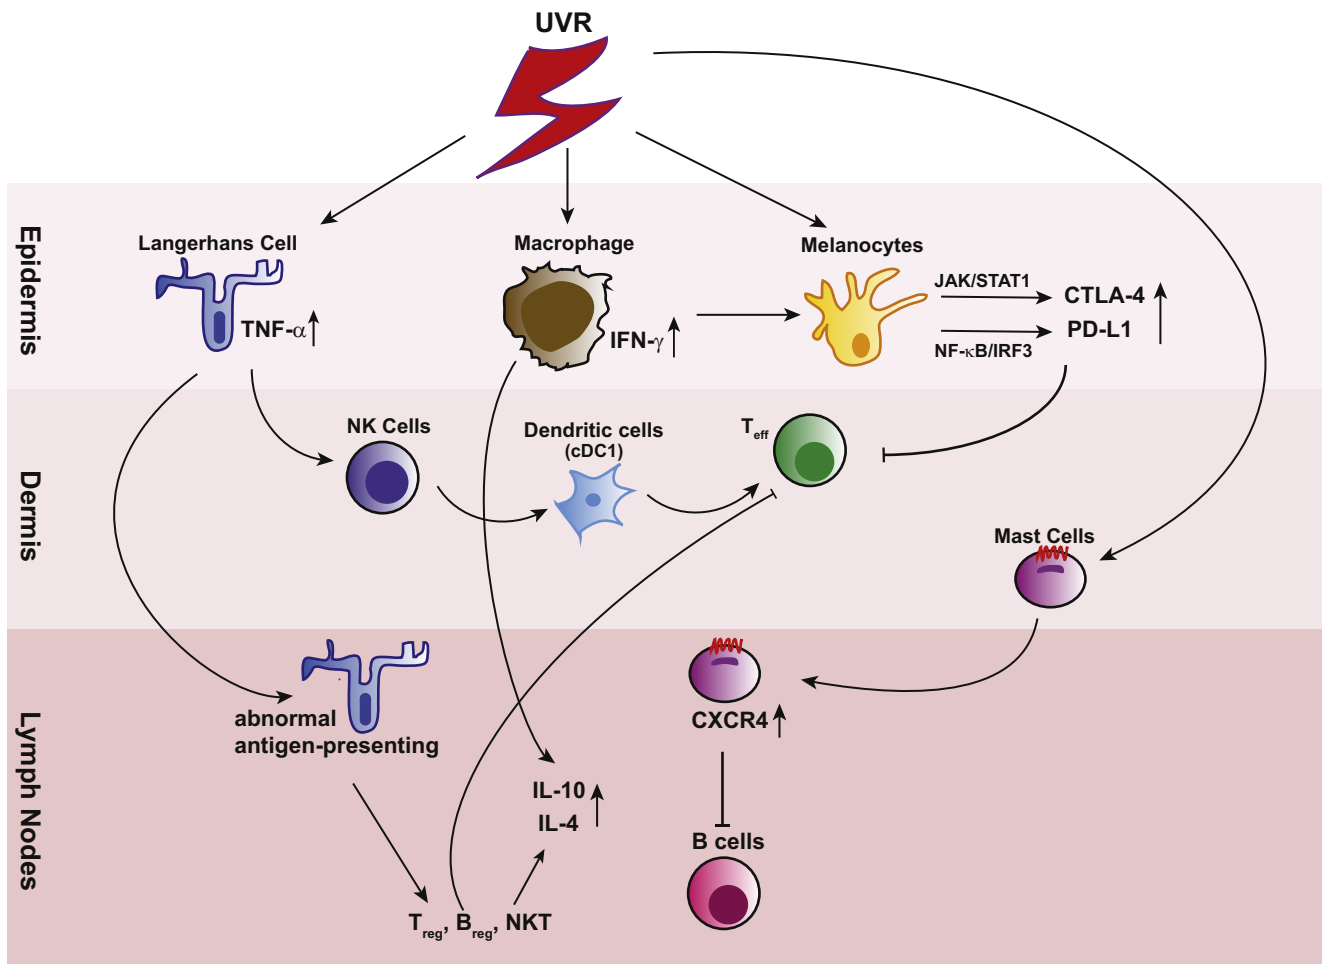 UVR
Epidermis
Langerhans Cell
TNF-α
Macrophage
IFN-γ
Melanocytes
JAK/STAT1
NF-κB/IRF3
CTLA-4
PD-L1
Dermis
NK Cells
Dendritic cells
(cDC1)
Teff
Mast Cells
Lymph Nodes
abnormal
antigen-presenting
IL-10
IL-4
Treg, Breg, NKT
CXCR4
B cells